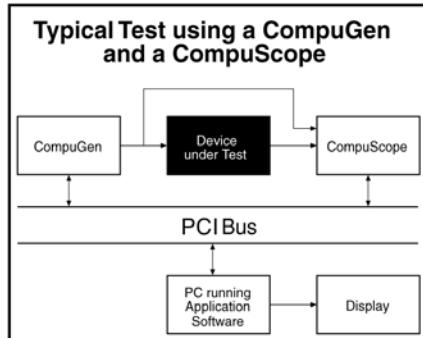 Typical Test using a CompuGen
and a CompuScope
CompuGen
Device
under Test
CompuScope
PCI Bus
PC running
Application
Software
Display